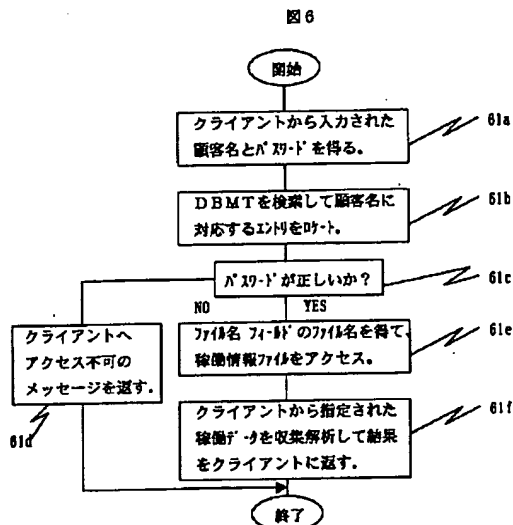 図6
開始
クライアントから入力された
顧客名とパスワードを得る。
61a
DBMTを検索して顧客名に
対応するエントリをロケート。
61b
パスワードが正しいか？
61c
NO
YES
クライアントへ
アクセス不可の
メッセージを返す。
61d
ファイル名 フィールドのファイル名を得て、
稼働情報ファイルをアクセス。
61e
クライアントから指定された
稼働データを収集解析して結果
をクライアントに返す。
61f
終了